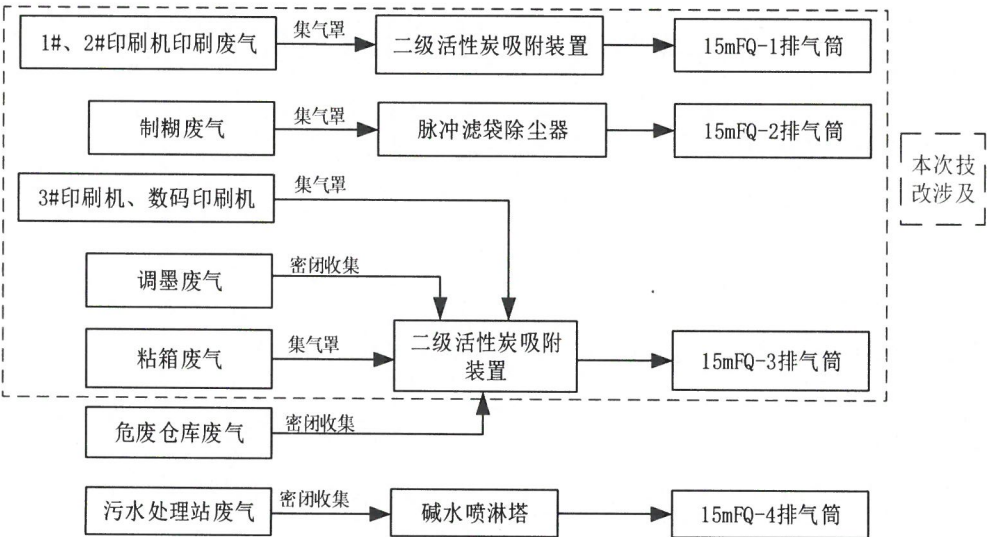 1#、2#印刷机印刷废气
集气罩
二级活性炭吸附装置
15mFQ-1排气筒
制糊废气
集气罩
脉冲滤袋除尘器
15mFQ-2排气筒
本次技
改涉及
3#印刷机、数码印刷机
集气罩
调墨废气
密闭收集
粘箱废气
集气罩
二级活性炭吸附
装置
15mFQ-3排气筒
危废仓库废气
密闭收集
污水处理站废气
密闭收集
碱水喷淋塔
15mFQ-4排气筒